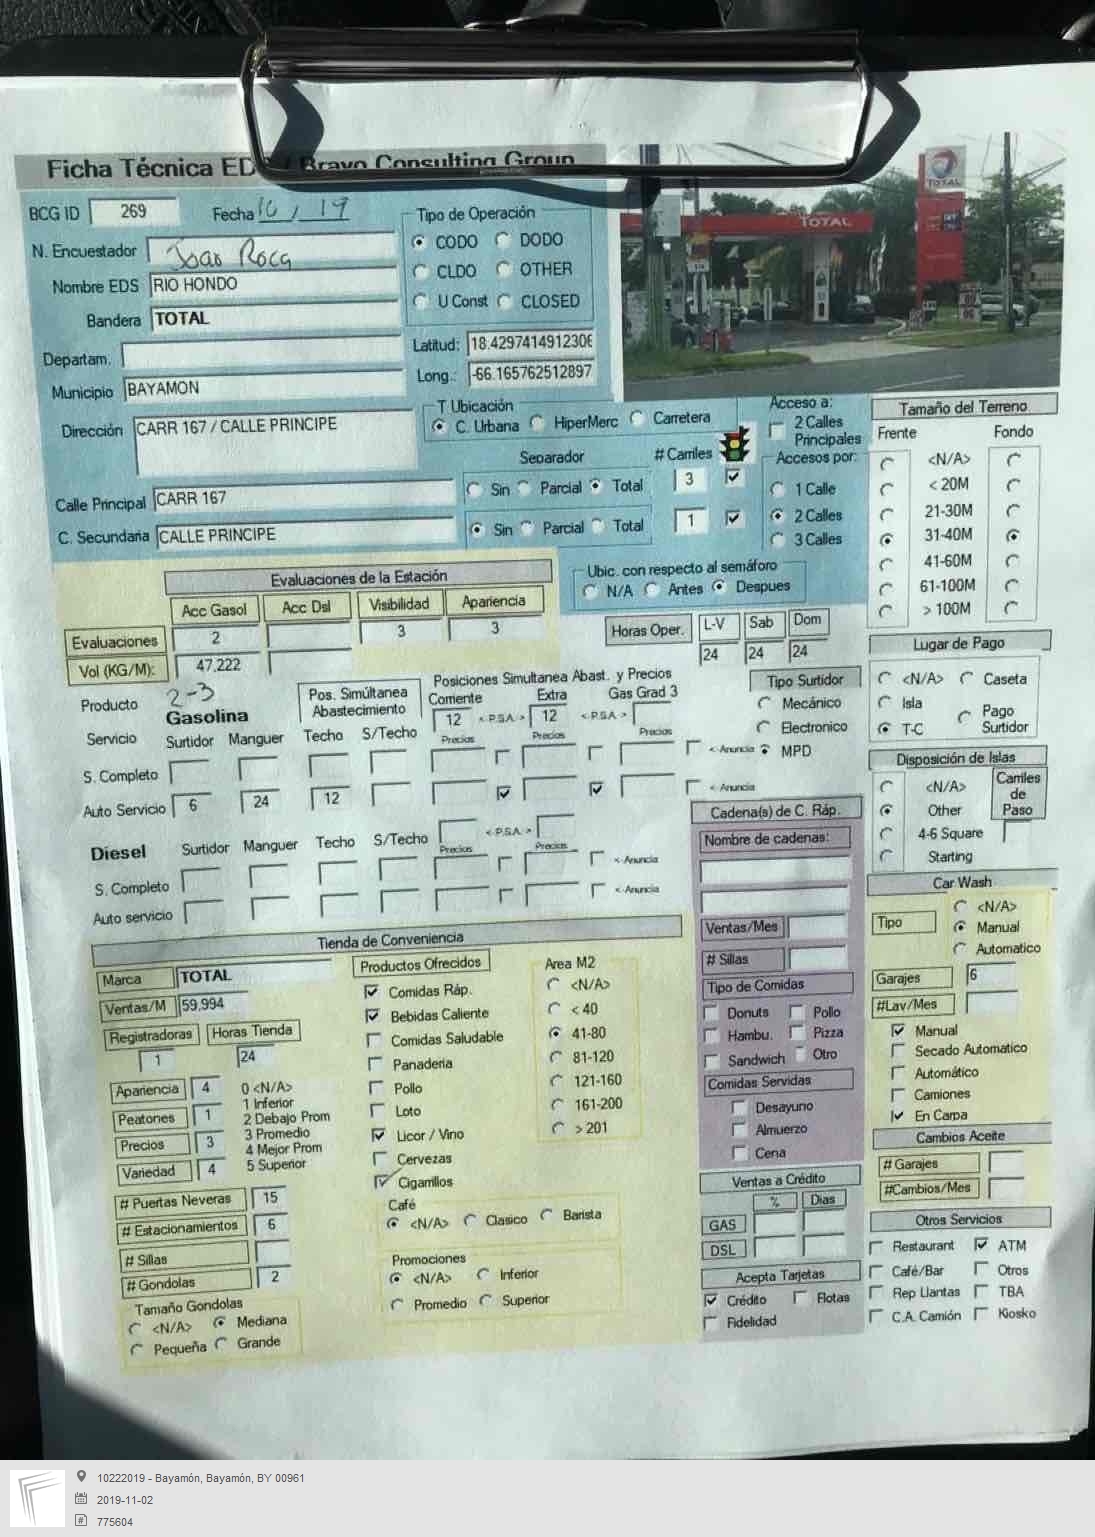 Ficha Técnica EDS / Bravo Consulting Group
BCG ID 269 Fecha 10 / 19
N. Encuestador Joao Roca
Nombre EDS RIO HONDO
Bandera TOTAL
Departam.
Municipio BAYAMON
Dirección CARR 167 / CALLE PRINCIPE
Calle Principal CARR 167
C. Secundaria CALLE PRINCIPE
Tipo de Operación
CODO DODO
CLDO OTHER
U Const CLOSED
Latitud: 18.4297414912306
Long.: -66.165762512897
TOTAL
TOTAL
T Ubicación
C. Urbana HiperMerc Carretera
Separador # Carriles
Sin Parcial Total 3
Sin Parcial Total 1
Acceso a:
2 Calles
Principales
Accesos por:
1 Calle
2 Calles
3 Calles
Ubic. con respecto al semáforo
N/A Antes Despues
Tamaño del Terreno
Frente Fondo
<N/A>
< 20M
21-30M
31-40M
41-60M
61-100M
> 100M
Evaluaciones de la Estación
Acc Gasol Acc Dsl Visibilidad Apariencia
Evaluaciones 2 3 3
Vol (KG/M): 47,222
Horas Oper. L-V Sab Dom
24 24 24
Lugar de Pago
<N/A> Caseta
Isla Pago
T-C Surtidor
Producto 2-3
Gasolina
Pos. Simúltanea
Abastecimiento
Posiciones Simultanea Abast. y Precios
Corriente Extra Gas Grad 3
12 <-P.S.A.-> 12 <-P.S.A.->
Servicio Surtidor Manguer Techo S/Techo Precios Precios Precios
S. Completo <-Anuncia
Auto Servicio 6 24 12 <-Anuncia
Tipo Surtidor
Mecánico
Electronico
MPD
Disposición de Islas
<N/A> Carriles
Other de
4-6 Square Paso
Starting
Diesel Surtidor Manguer Techo S/Techo <-P.S.A.->
Precios Precios
S. Completo <-Anuncia
Auto servicio <-Anuncia
Cadena(s) de C. Ráp.
Nombre de cadenas:
Ventas/Mes
# Sillas
Tipo de Comidas
Donuts Pollo
Hambu. Pizza
Sandwich Otro
Comidas Servidas
Desayuno
Almuerzo
Cena
Ventas a Crédito
% Dias
GAS
DSL
Acepta Tarjetas
Crédito Flotas
Fidelidad
Car Wash
Tipo <N/A>
Manual
Automatico
Garajes 6
#Lav/Mes
Manual
Secado Automatico
Automático
Camiones
En Carpa
Cambios Aceite
# Garajes
#Cambios/Mes
Otros Servicios
Restaurant ATM
Café/Bar Otros
Rep Llantas TBA
C.A. Camión Kiosko
Tienda de Conveniencia
Marca TOTAL
Ventas/M 59,994
Registradoras Horas Tienda
1 24
Apariencia 4 0 <N/A>
1 Inferior
Peatones 1 2 Debajo Prom
Precios 3 3 Promedio
4 Mejor Prom
Variedad 4 5 Superior
# Puertas Neveras 15
# Estacionamientos 6
# Sillas
# Gondolas 2
Tamaño Gondolas
<N/A> Mediana
Pequeña Grande
Productos Ofrecidos
Comidas Ráp.
Bebidas Caliente
Comidas Saludable
Panaderia
Pollo
Loto
Licor / Vino
Cervezas
Cigarrillos
Area M2
<N/A>
< 40
41-80
81-120
121-160
161-200
> 201
Café
<N/A> Clasico Barista
Promociones
<N/A> Inferior
Promedio Superior
10222019 - Bayamón, Bayamón, BY 00961
2019-11-02
775604